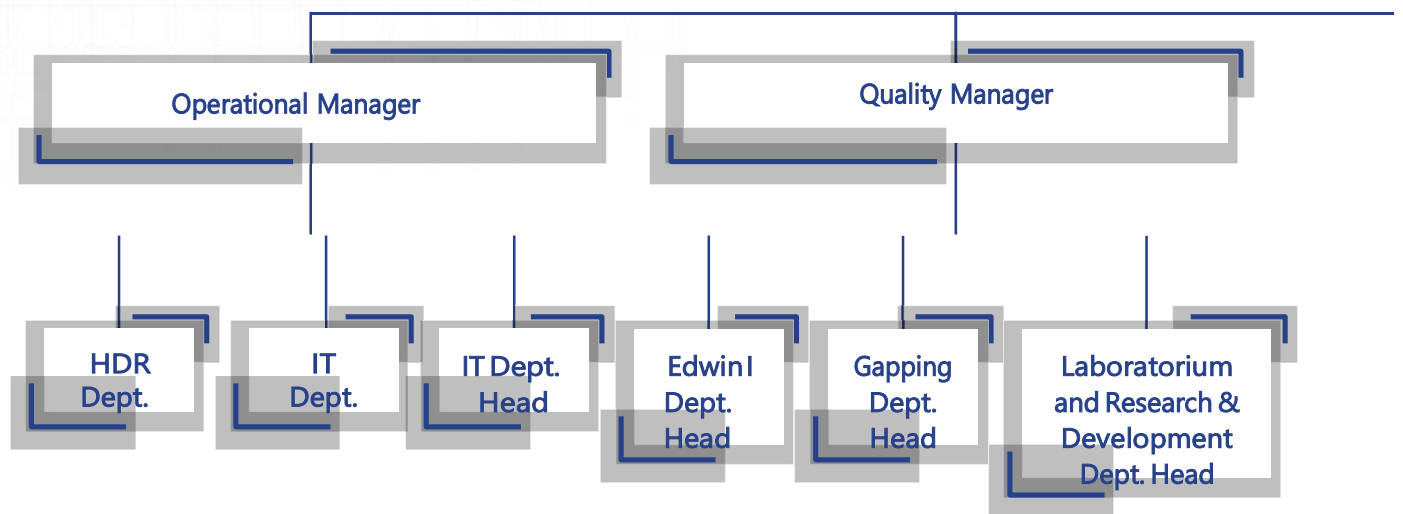 Operational Manager
Quality Manager
HDR
Dept.
IT
Dept.
IT Dept.
Head
Edwin I
Dept.
Head
Gapping
Dept.
Head
Laboratorium
and Research &
Development
Dept. Head